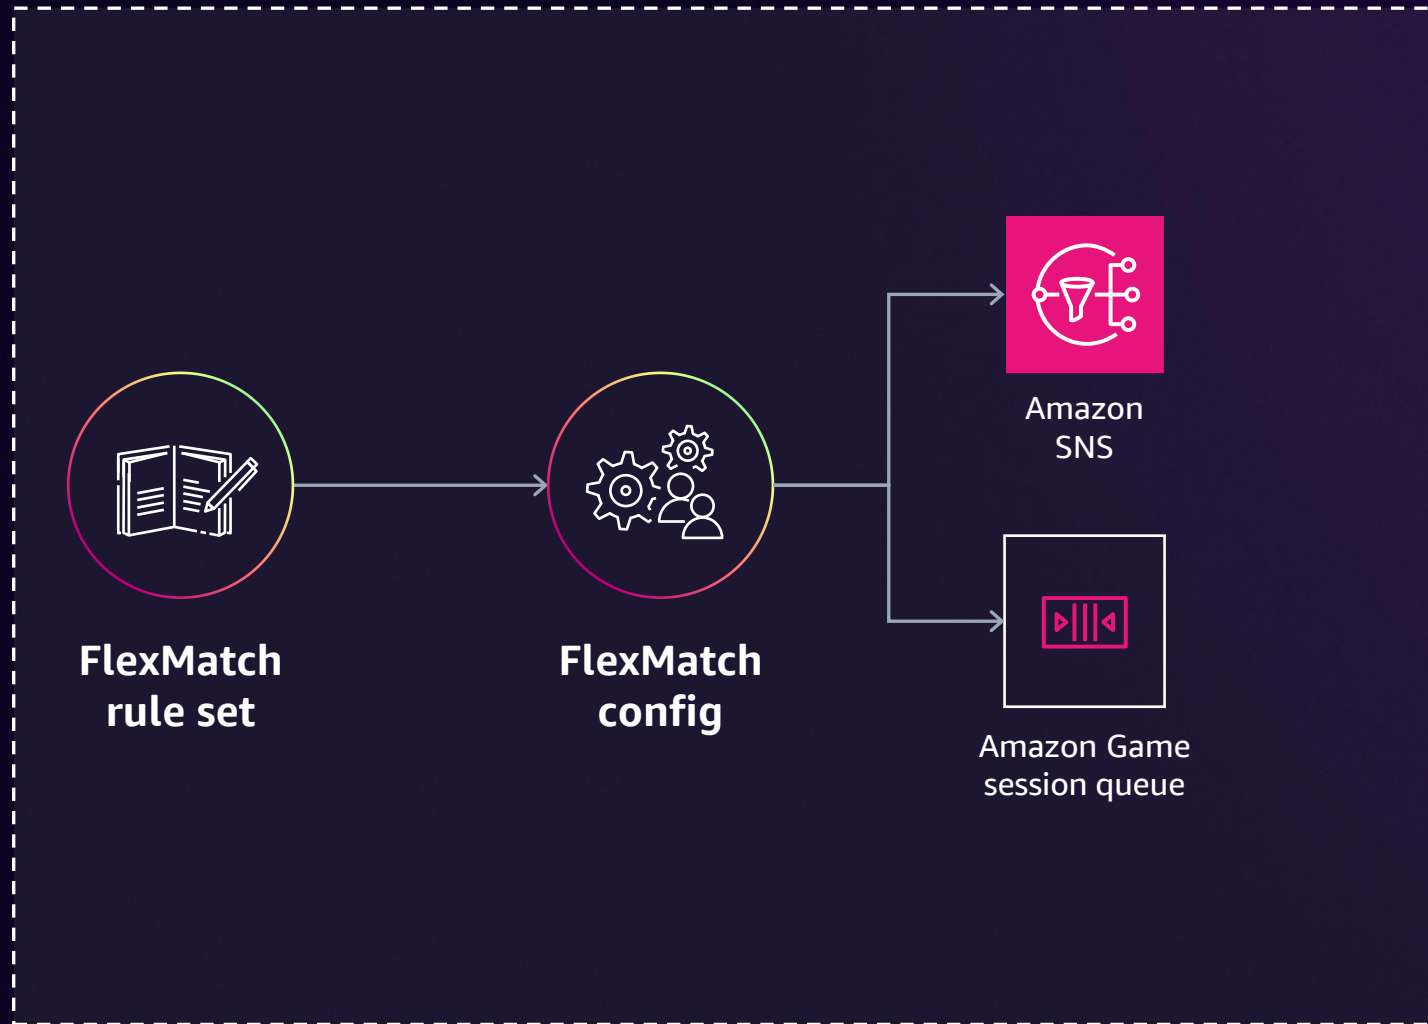 FlexMatch
rule set
FlexMatch
config
Amazon
SNS
Amazon Game
session queue